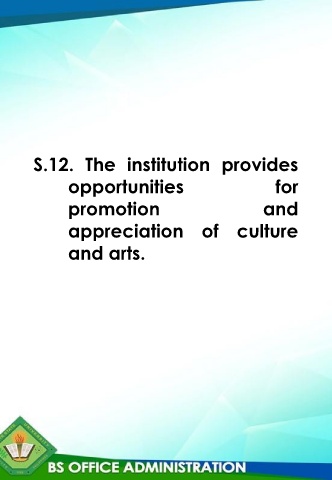 S.12. The institution provides
opportunities for
promotion and
appreciation of culture
and arts.
BS OFFICE ADMINISTRATION